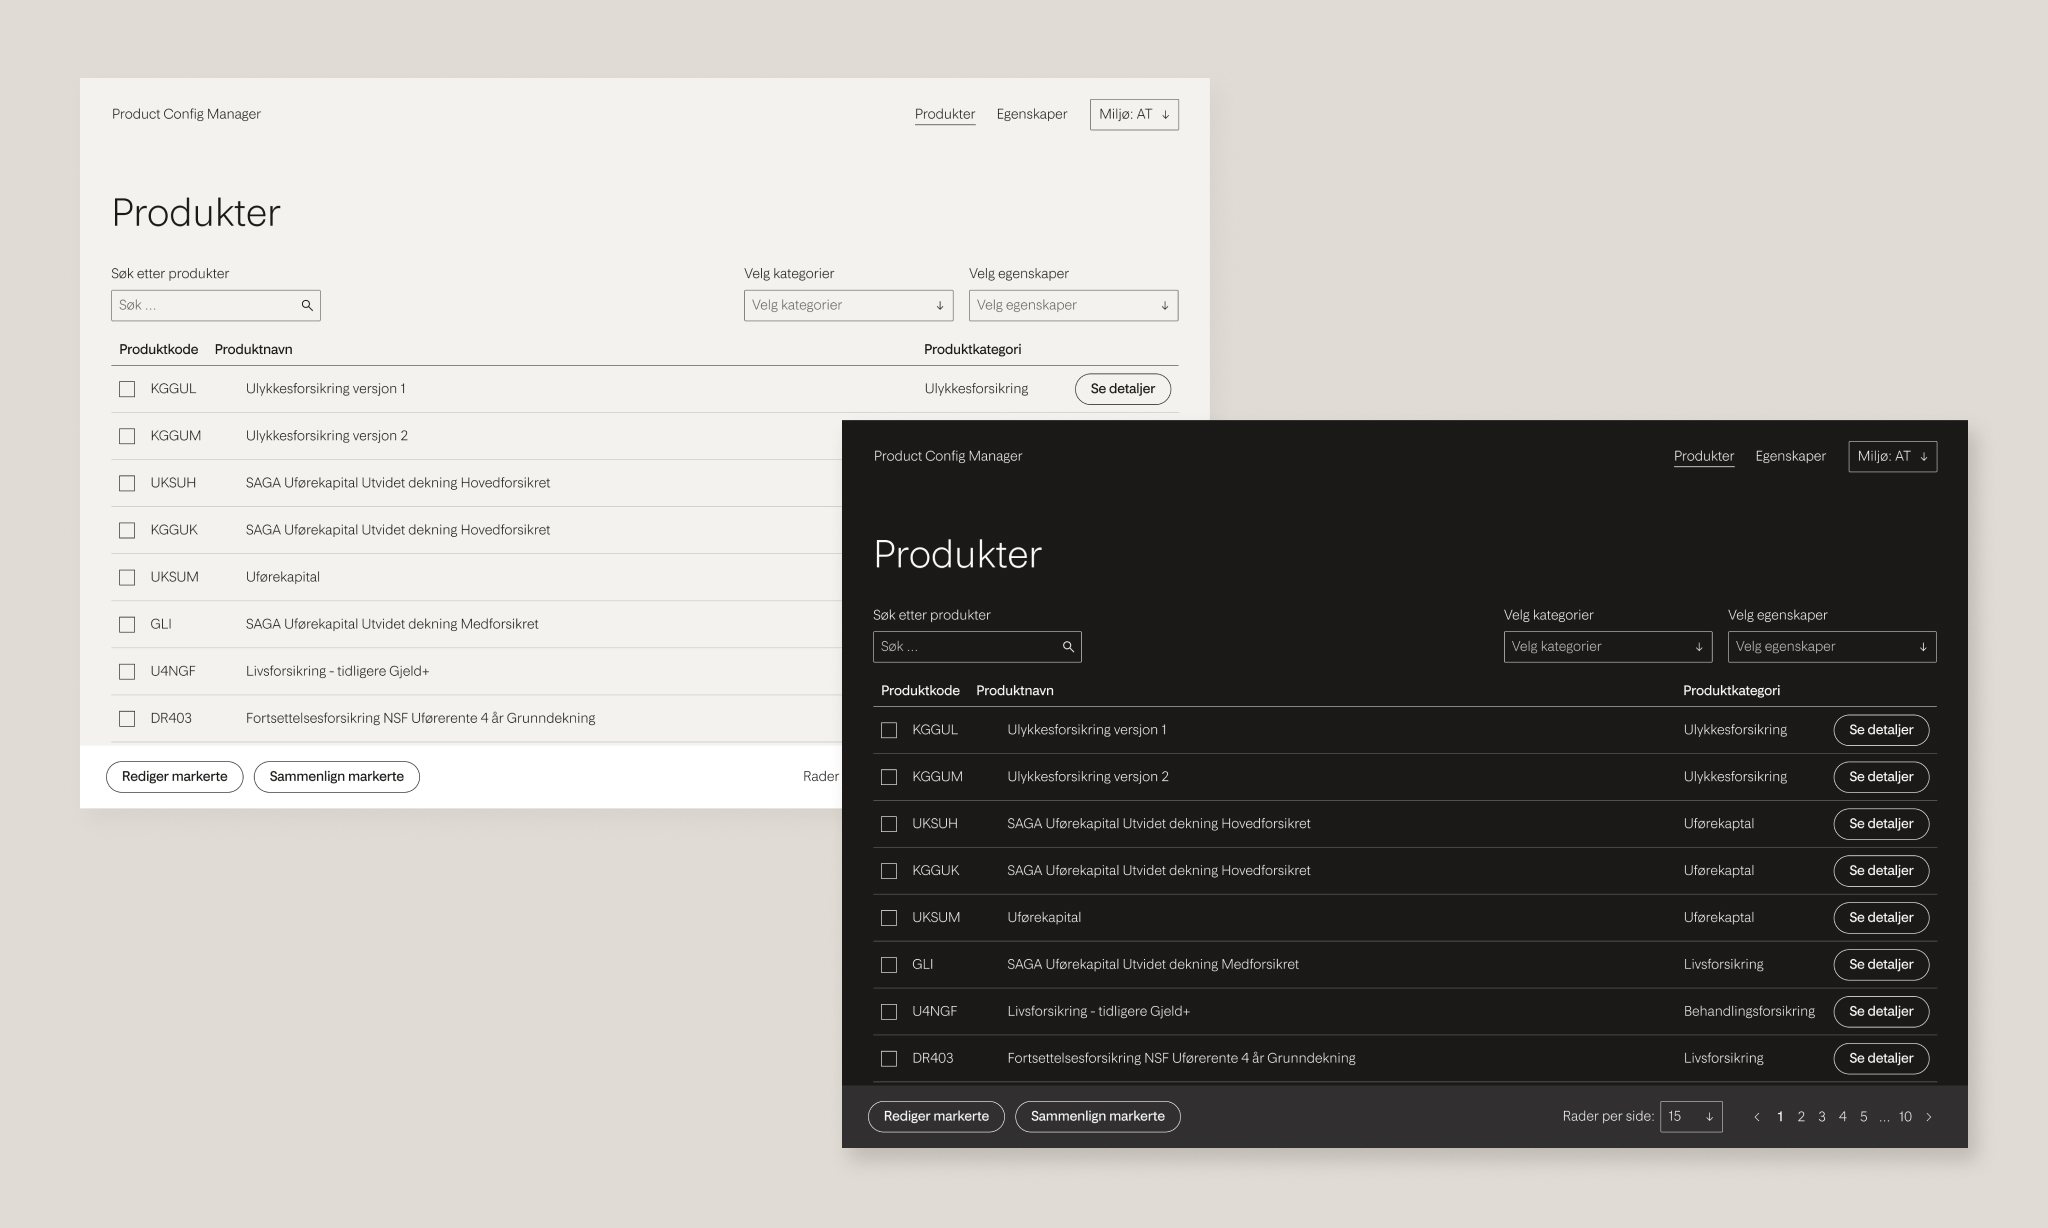 Product Config Manager Produkter Egenskaper Miljø: AT ↓
Produkter
Søk etter produkter Velg kategorier Velg egenskaper
Søk ... Velg kategorier ↓ Velg egenskaper ↓
Produktkode Produktnavn Produktkategori
KGGUL Ulykkesforsikring versjon 1 Ulykkesforsikring Se detaljer
KGGUM Ulykkesforsikring versjon 2
UKSUH SAGA Uførekapital Utvidet dekning Hovedforsikret
KGGUK SAGA Uførekapital Utvidet dekning Hovedforsikret
UKSUM Uførekapital
GLI SAGA Uførekapital Utvidet dekning Medforsikret
U4NGF Livsforsikring - tidligere Gjeld+
DR403 Fortsettelsesforsikring NSF Uførerente 4 år Grunndekning
Rediger markerte Sammenlign markerte Rader
Product Config Manager Produkter Egenskaper Miljø: AT ↓
Produkter
Søk etter produkter Velg kategorier Velg egenskaper
Søk ... Velg kategorier ↓ Velg egenskaper ↓
Produktkode Produktnavn Produktkategori
KGGUL Ulykkesforsikring versjon 1 Ulykkesforsikring Se detaljer
KGGUM Ulykkesforsikring versjon 2 Ulykkesforsikring Se detaljer
UKSUH SAGA Uførekapital Utvidet dekning Hovedforsikret Uførekaptal Se detaljer
KGGUK SAGA Uførekapital Utvidet dekning Hovedforsikret Uførekaptal Se detaljer
UKSUM Uførekapital Uførekaptal Se detaljer
GLI SAGA Uførekapital Utvidet dekning Medforsikret Livsforsikring Se detaljer
U4NGF Livsforsikring - tidligere Gjeld+ Behandlingsforsikring Se detaljer
DR403 Fortsettelsesforsikring NSF Uførerente 4 år Grunndekning Livsforsikring Se detaljer
Rediger markerte Sammenlign markerte Rader per side: 15 ↓ < 1 2 3 4 5 ... 10 >